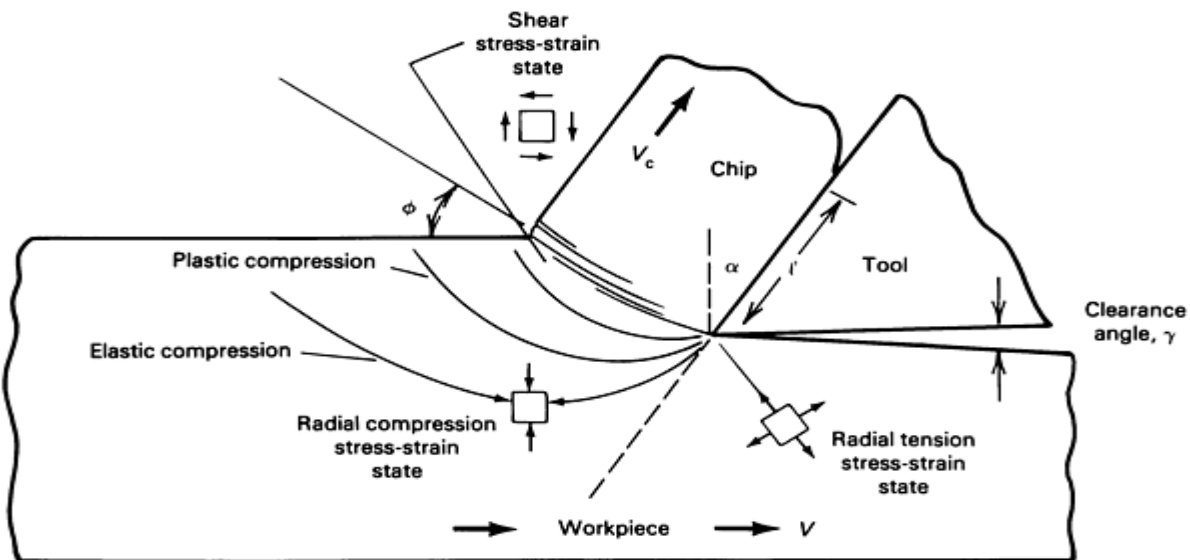 Shear
stress-strain
state
V_c
Chip
ϕ
Plastic compression
α
ℓ
Tool
Clearance
angle, γ
Elastic compression
Radial compression
stress-strain
state
Radial tension
stress-strain
state
Workpiece
V